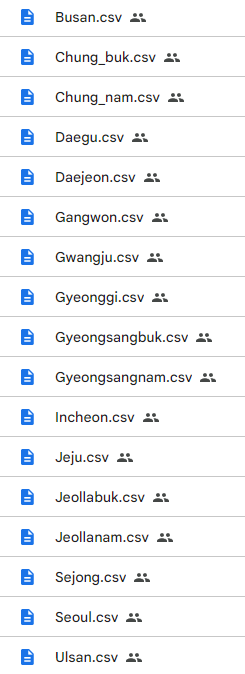 Busan.csv
Chung_buk.csv
Chung_nam.csv
Daegu.csv
Daejeon.csv
Gangwon.csv
Gwangju.csv
Gyeonggi.csv
Gyeongsangbuk.csv
Gyeongsangnam.csv
Incheon.csv
Jeju.csv
Jeollabuk.csv
Jeollanam.csv
Sejong.csv
Seoul.csv
Ulsan.csv